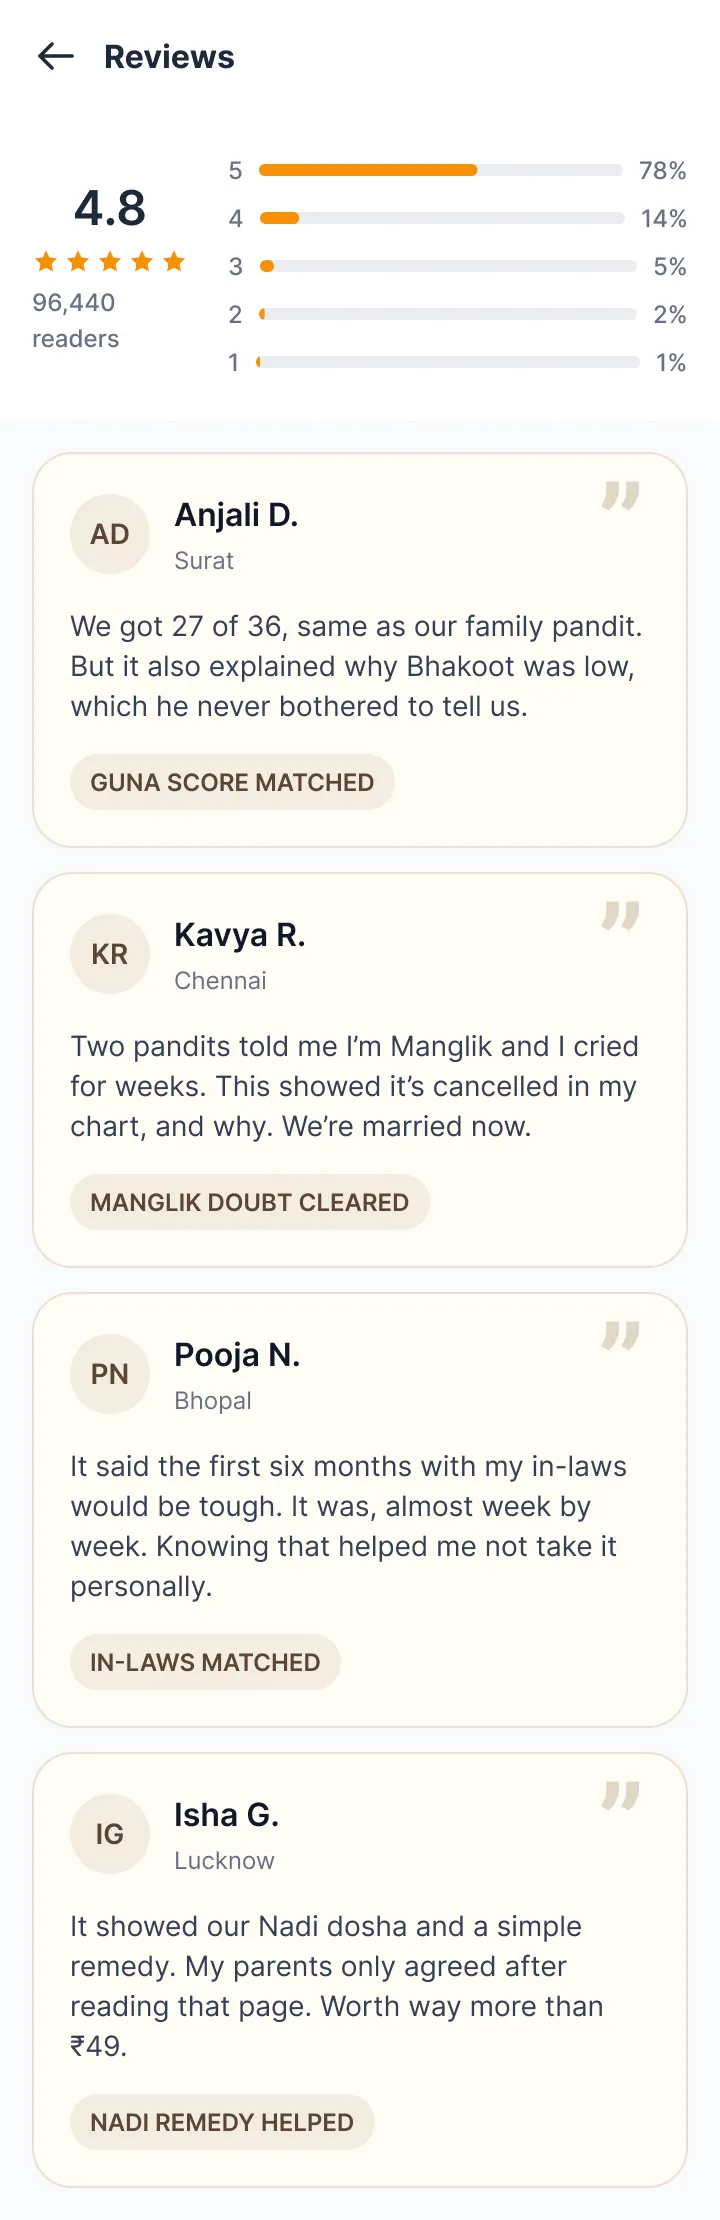 Reviews
4.8
96,440
readers
5 78%
4 14%
3 5%
2 2%
1 1%
AD
Anjali D.
Surat
”
We got 27 of 36, same as our family pandit.
But it also explained why Bhakoot was low,
which he never bothered to tell us.
GUNA SCORE MATCHED
KR
Kavya R.
Chennai
”
Two pandits told me I’m Manglik and I cried
for weeks. This showed it’s cancelled in my
chart, and why. We’re married now.
MANGLIK DOUBT CLEARED
PN
Pooja N.
Bhopal
”
It said the first six months with my in-laws
would be tough. It was, almost week by
week. Knowing that helped me not take it
personally.
IN-LAWS MATCHED
IG
Isha G.
Lucknow
”
It showed our Nadi dosha and a simple
remedy. My parents only agreed after
reading that page. Worth way more than
₹49.
NADI REMEDY HELPED